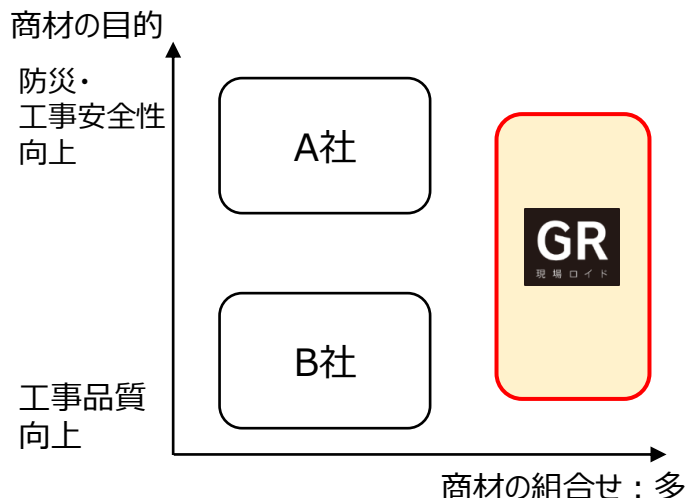 商材の目的
防災・
工事安全性
向上
A社
GR
現場ロイド
B社
工事品質
向上
商材の組合せ：多